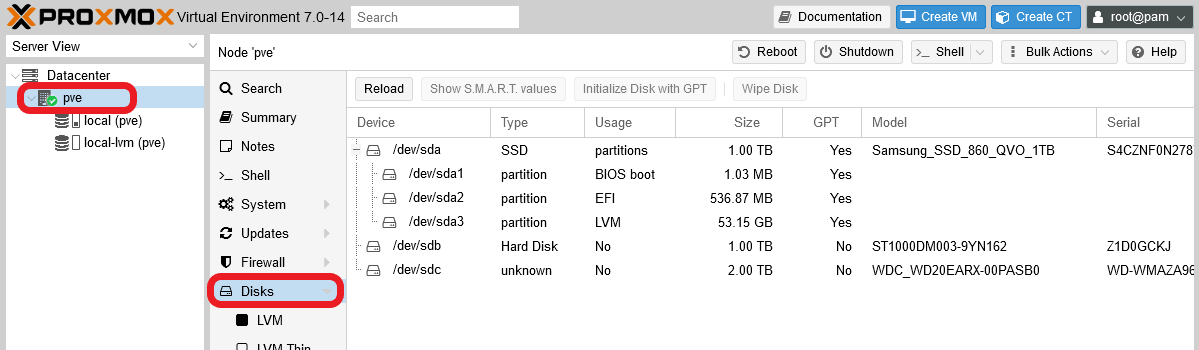 PROXMOX Virtual Environment 7.0-14 Search Documentation Create VM Create CT root@pam
Server View
Node 'pve' Reboot Shutdown >_ Shell Bulk Actions Help
Datacenter
pve
local (pve)
local-lvm (pve)
Search
Summary
Notes
>_ Shell
System
Updates
Firewall
Disks
LVM
LVM-Thin
Reload Show S.M.A.R.T. values Initialize Disk with GPT Wipe Disk
Device Type Usage Size GPT Model Serial
/dev/sda SSD partitions 1.00 TB Yes Samsung_SSD_860_QVO_1TB S4CZNF0N278
/dev/sda1 partition BIOS boot 1.03 MB Yes
/dev/sda2 partition EFI 536.87 MB Yes
/dev/sda3 partition LVM 53.15 GB Yes
/dev/sdb Hard Disk No 1.00 TB No ST1000DM003-9YN162 Z1D0GCKJ
/dev/sdc unknown No 2.00 TB No WDC_WD20EARX-00PASB0 WD-WMAZA98